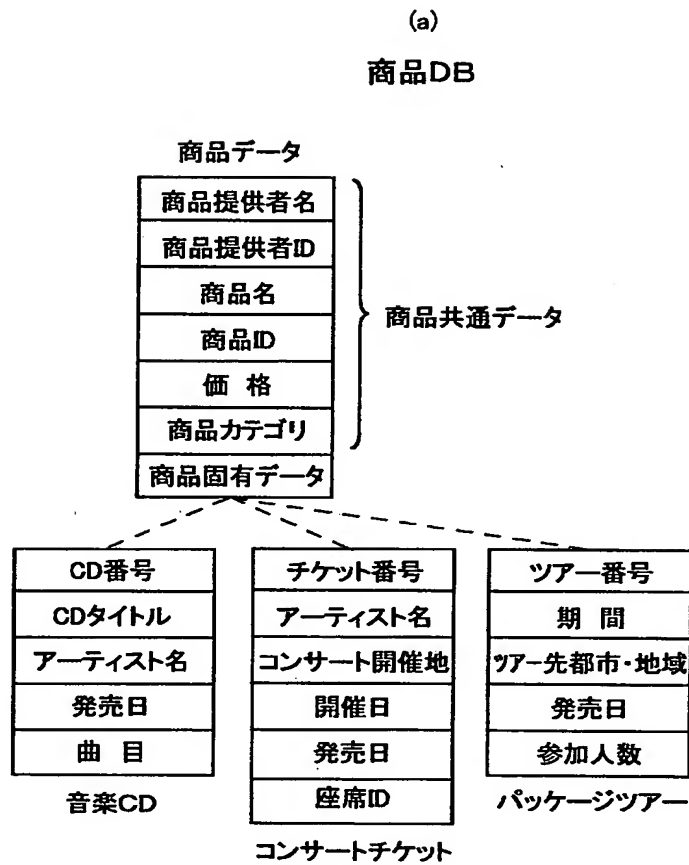 (a)
商品DB
商品データ
商品提供者名
商品提供者ID
商品名
商品ID
価 格
商品カテゴリ
商品固有データ
商品共通データ
CD番号
CDタイトル
アーティスト名
発売日
曲 目
音楽CD
チケット番号
アーティスト名
コンサート開催地
開催日
発売日
座席ID
コンサートチケット
ツアー番号
期 間
ツアー先都市・地域
発売日
参加人数
パッケージツアー